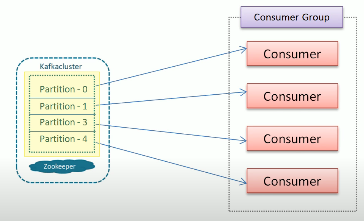 Consumer Group
Kafkacluster
Partition - 0
Partition - 1
Partition - 3
Partition - 4
Zookeeper
Consumer
Consumer
Consumer
Consumer